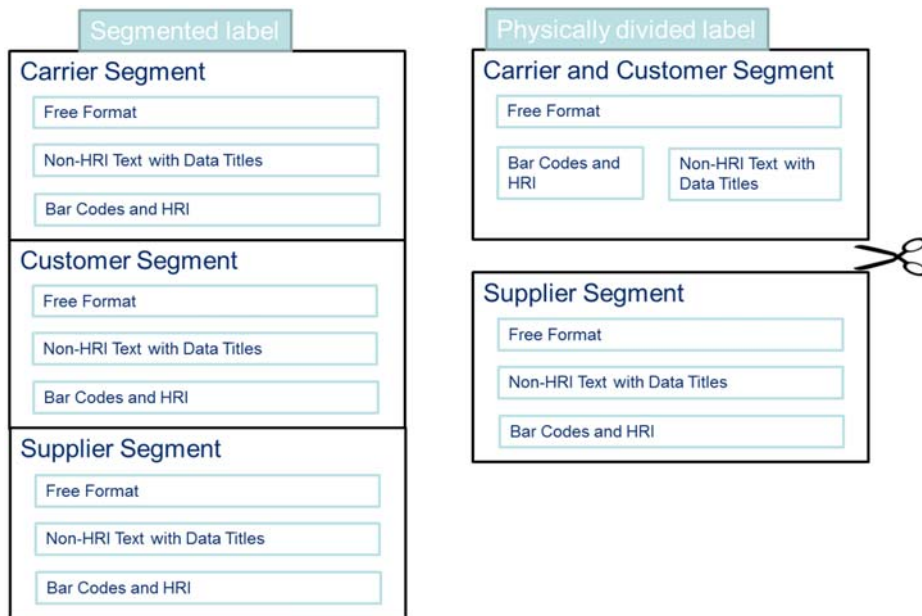 Segmented label
Carrier Segment
Free Format
Non-HRI Text with Data Titles
Bar Codes and HRI
Customer Segment
Free Format
Non-HRI Text with Data Titles
Bar Codes and HRI
Supplier Segment
Free Format
Non-HRI Text with Data Titles
Bar Codes and HRI
Physically divided label
Carrier and Customer Segment
Free Format
Bar Codes and
HRI
Non-HRI Text with
Data Titles
Supplier Segment
Free Format
Non-HRI Text with Data Titles
Bar Codes and HRI